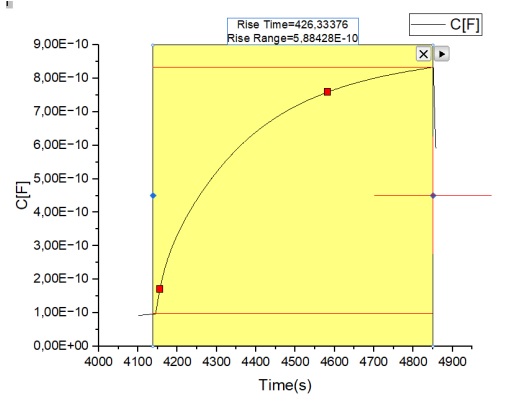 Rise Time=426,33376
Rise Range=5,88428E-10
C[F]
9,00E−10
8,00E−10
7,00E−10
6,00E−10
5,00E−10
4,00E−10
3,00E−10
2,00E−10
1,00E−10
0,00E+00
C[F]
4000 4100 4200 4300 4400 4500 4600 4700 4800 4900
Time(s)